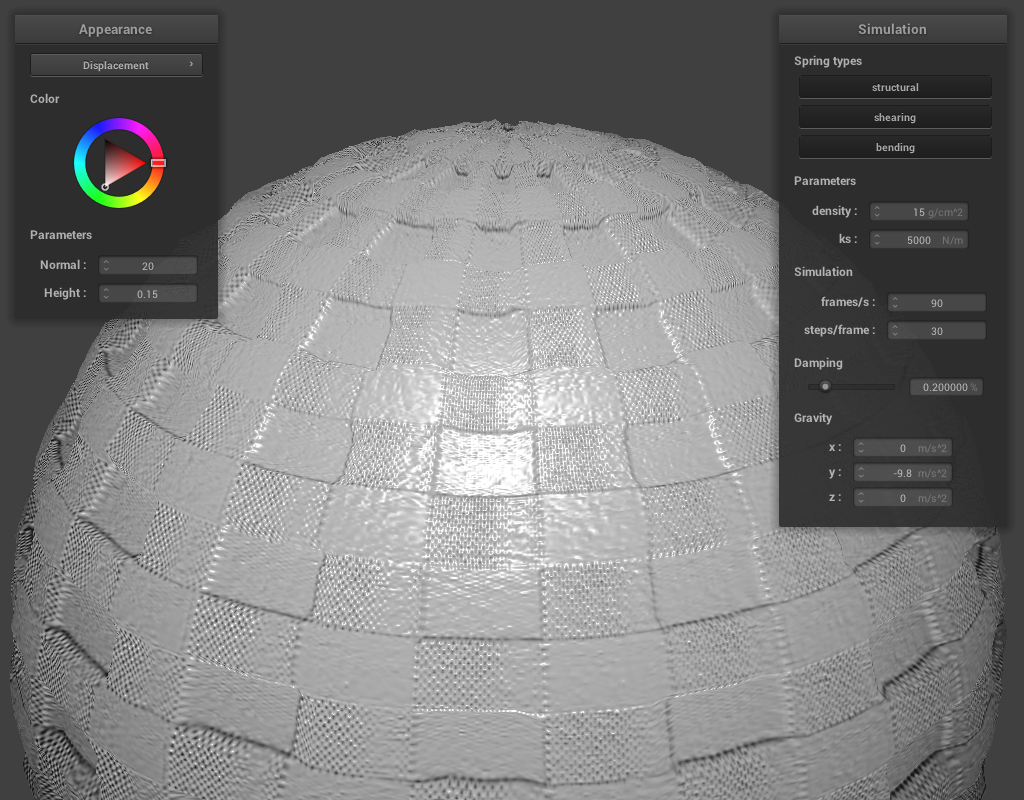 Appearance
Displacement
Color
Parameters
Normal : 20
Height : 0.15
Simulation
Spring types
structural
shearing
bending
Parameters
density : 15 g/cm^2
ks : 5000 N/m
Simulation
frames/s : 90
steps/frame : 30
Damping
0.200000 %
Gravity
x : 0 m/s^2
y : -9.8 m/s^2
z : 0 m/s^2